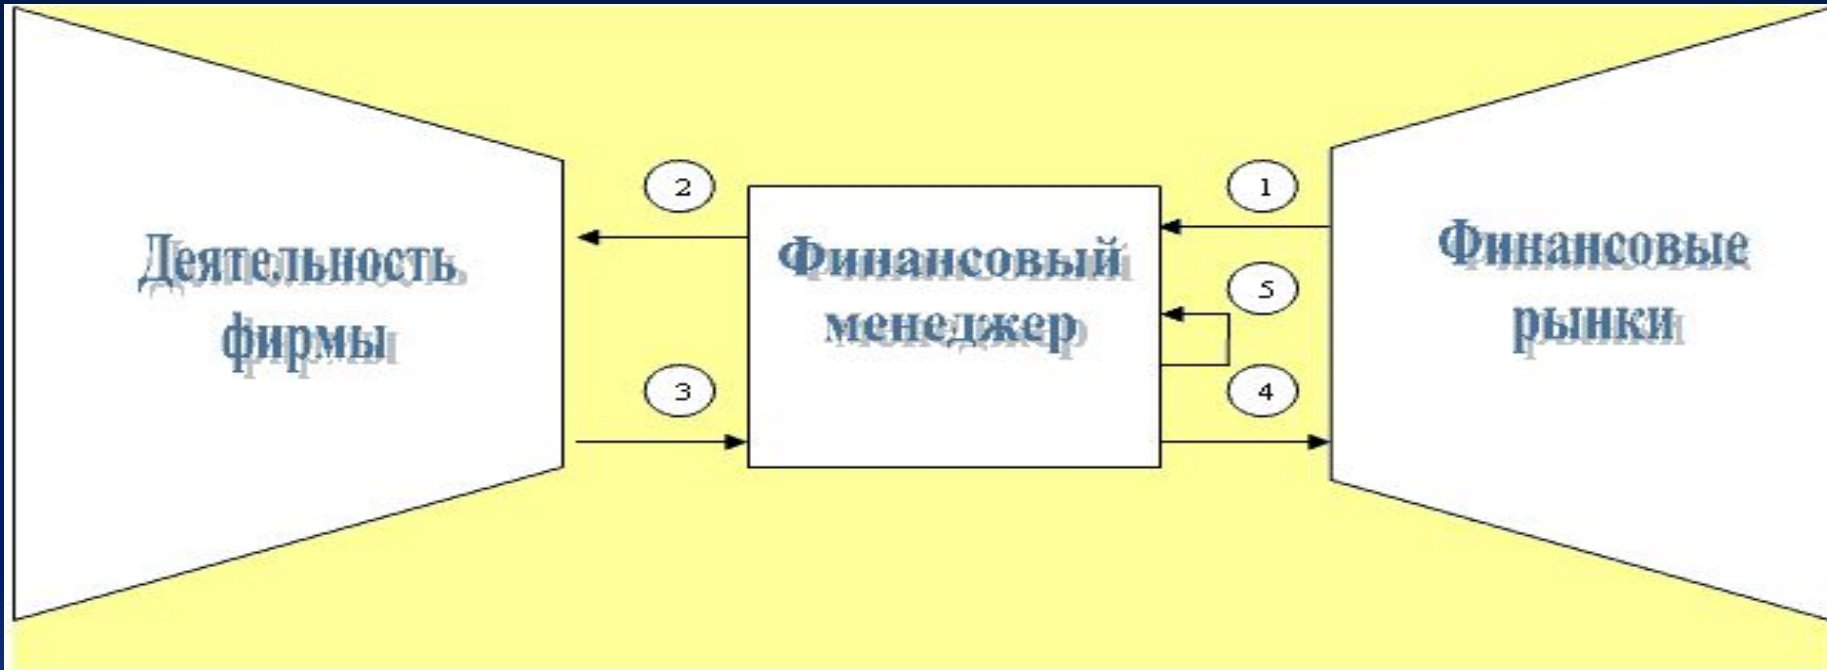 Деятельность
фирмы
2
3
Финансовый
менеджер
1
5
4
Финансовые
рынки